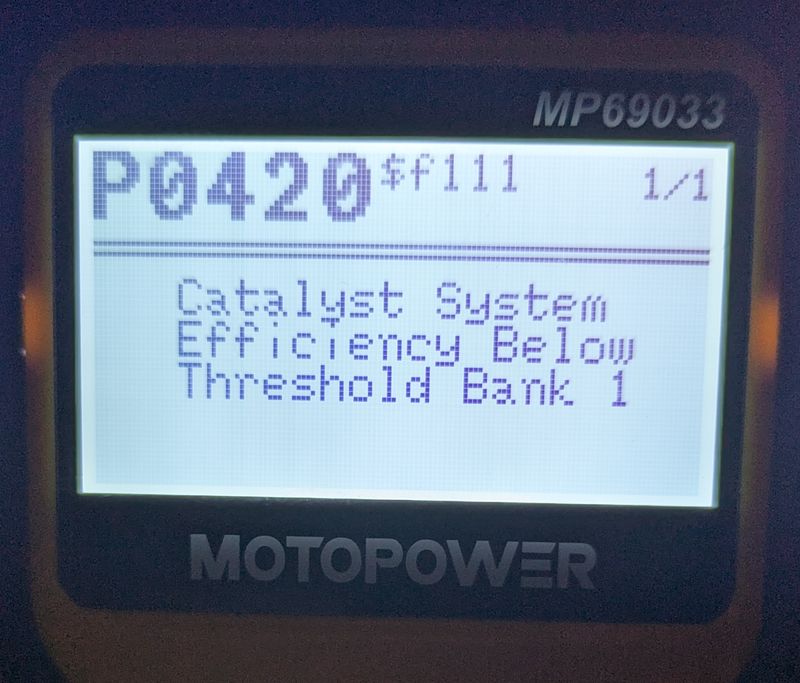 MP69033
P0420 $f111 1/1
Catalyst System
Efficiency Below
Threshold Bank 1
MOTOPOWER